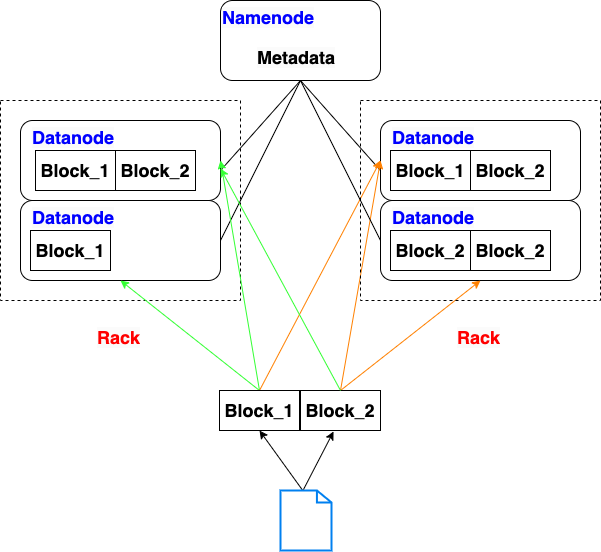 Namenode
Metadata
Datanode
Block_1 Block_2
Datanode
Block_1
Datanode
Block_1 Block_2
Datanode
Block_2 Block_2
Rack
Rack
Block_1 Block_2